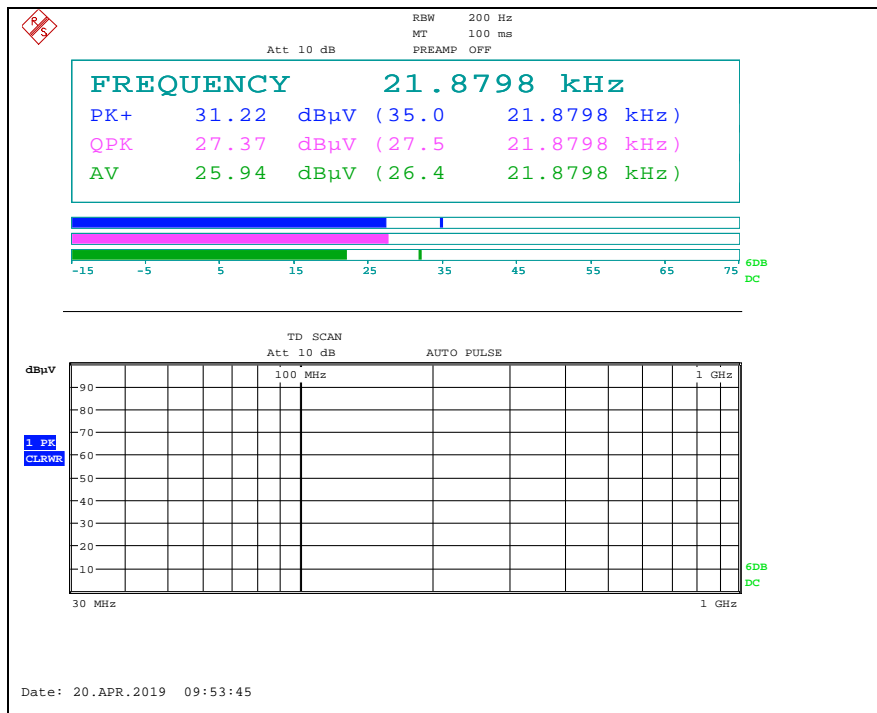 R S
RBW 200 Hz
MT 100 ms
Att 10 dB PREAMP OFF
FREQUENCY 21.8798 kHz
PK+ 31.22 dBµV (35.0 21.8798 kHz)
QPK 27.37 dBµV (27.5 21.8798 kHz)
AV 25.94 dBµV (26.4 21.8798 kHz)
-15 -5 5 15 25 35 45 55 65 75
6DB
DC
TD SCAN
Att 10 dB AUTO PULSE
dBµV
100 MHz 1 GHz
90
80
70
1 PK
60
CLRWR
50
40
30
20
10
6DB
DC
30 MHz 1 GHz
Date: 20.APR.2019 09:53:45